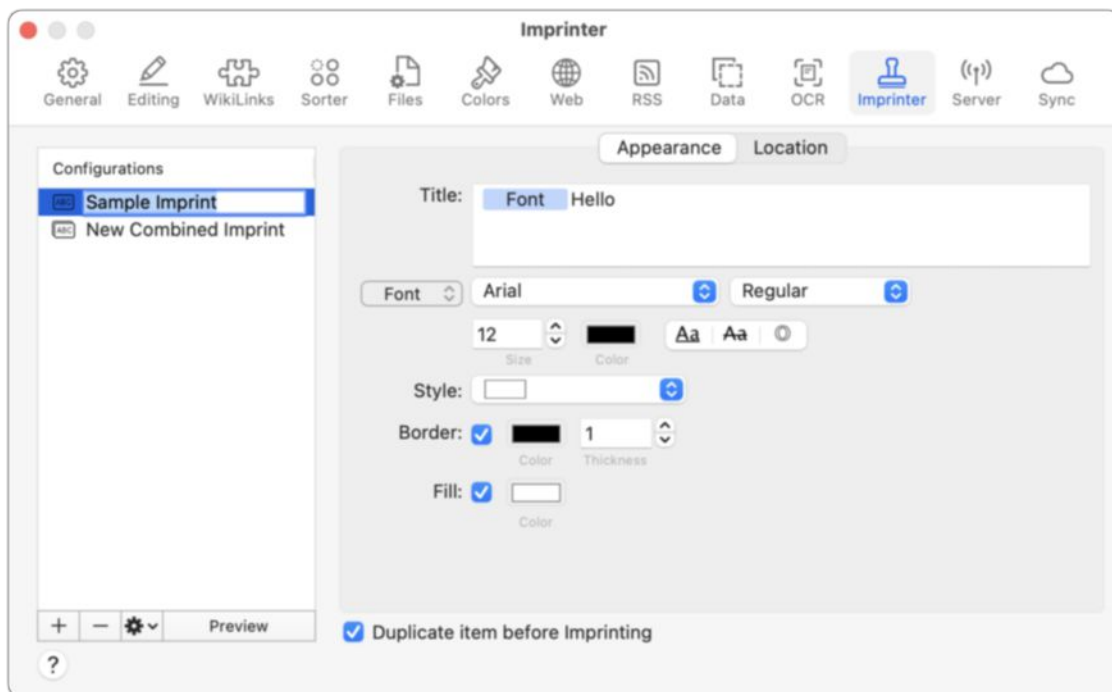 Imprinter
General Editing WikiLinks Sorter Files Colors Web RSS Data OCR Imprinter Server Sync
Appearance Location
Configurations
ABC Sample Imprint
ABC New Combined Imprint
Title: Font Hello
Font Arial Regular
12 Aa Aa O
Size Color
Style:
Border: 1
Color Thickness
Fill:
Color
+ − Preview
Duplicate item before Imprinting
?